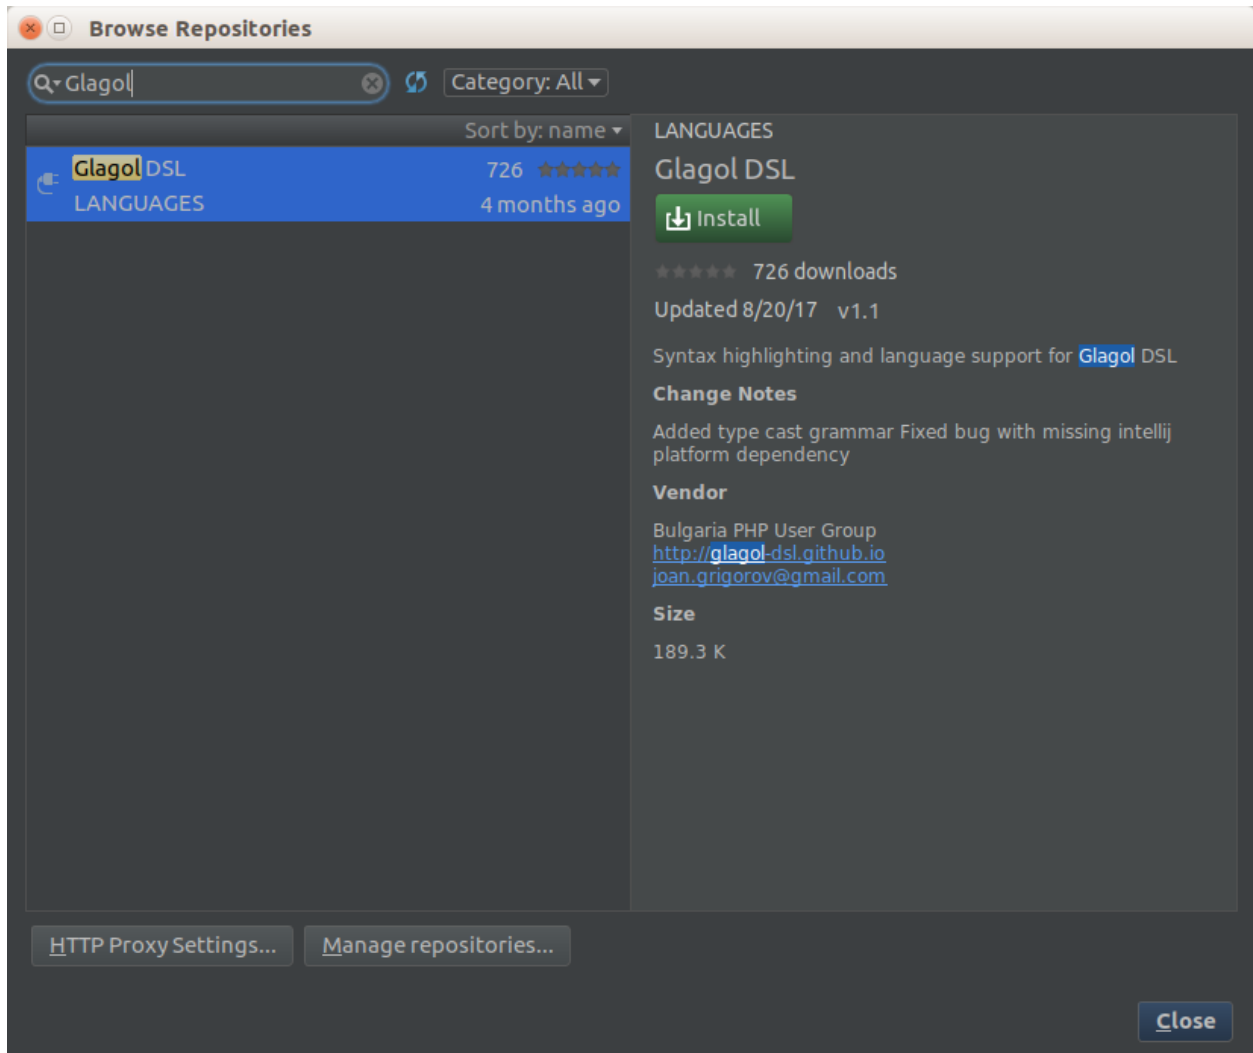 Browse Repositories
Glagol
Category: All
Sort by: name
Glagol DSL
726
LANGUAGES
4 months ago
LANGUAGES
Glagol DSL
Install
726 downloads
Updated 8/20/17 v1.1
Syntax highlighting and language support for Glagol DSL
Change Notes
Added type cast grammar Fixed bug with missing intellij
platform dependency
Vendor
Bulgaria PHP User Group
http://glagol-dsl.github.io
joan.grigorov@gmail.com
Size
189.3 K
HTTP Proxy Settings...
Manage repositories...
Close